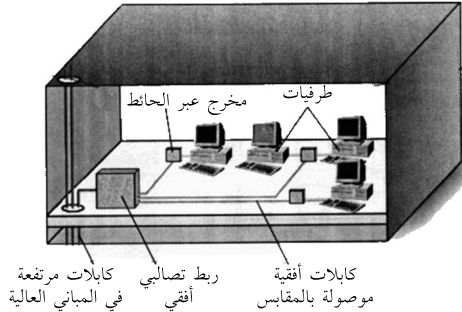 طرفيات
مخرج عبر الحائط
كابلات أفقية
موصولة بالمقابس
ربط تصالبي
أفقي
كابلات مرتفعة
في المباني العالية